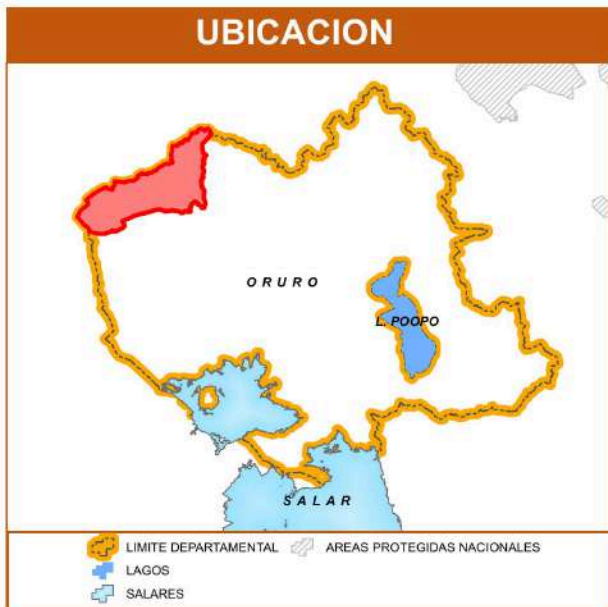 UBICACION
ORURO
L. POOPO
SALAR
LIMITE DEPARTAMENTAL
AREAS PROTEGIDAS NACIONALES
LAGOS
SALARES